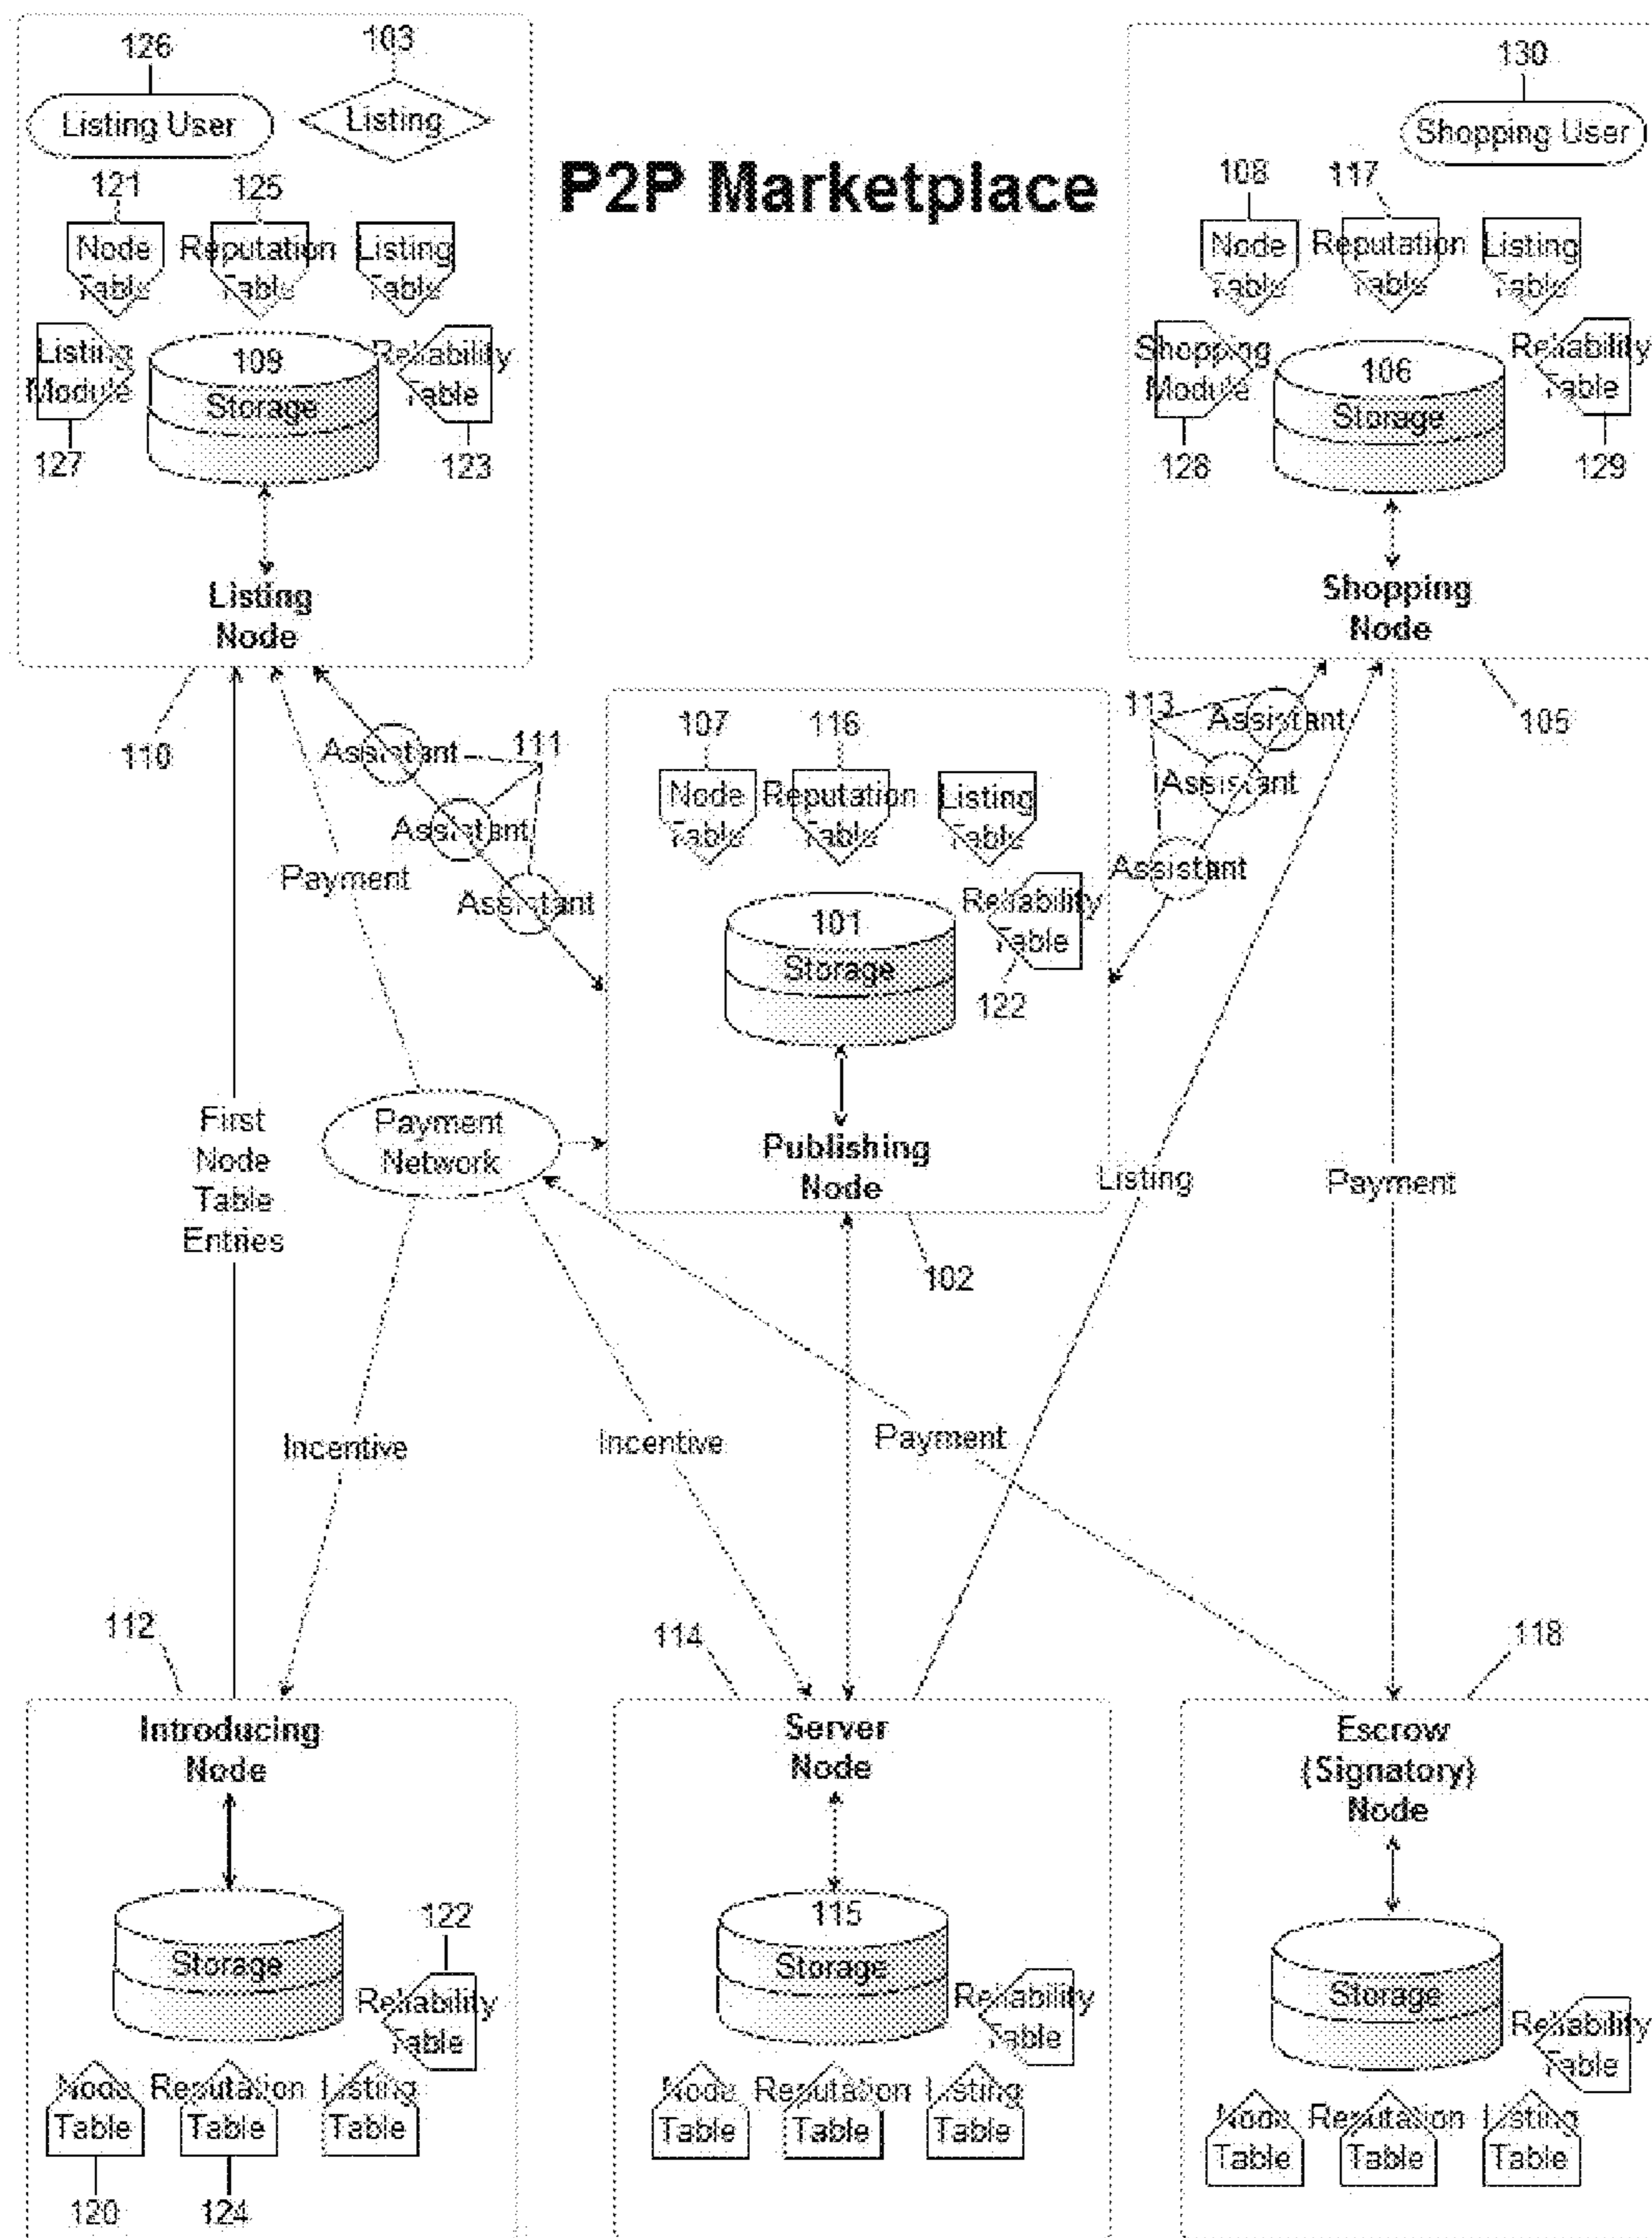 126
103
Listing User
Listing
P2P Marketplace
130
Shopping User
121
125
Node
Table
Reputation
Table
Listing
Table
Listing
Module
109
Storage
Reliability
Table
127
123
Listing
Node
108
117
Node
Table
Reputation
Table
Listing
Table
Shopping
Module
106
Storage
Reliability
Table
128
129
Shopping
Node
110
Assistant
Assistant
Assistant
111
Payment
107
116
Node
Table
Reputation
Table
Listing
Table
101
Storage
Reliability
Table
122
Publishing
Node
102
113
Assistant
Assistant
Assistant
105
First
Node
Table
Entries
Payment
Network
Listing
Payment
Incentive
Incentive
Payment
112
114
118
Introducing
Node
Storage
122
Reliability
Table
Node
Table
Reputation
Table
Listing
Table
120
124
Server
Node
115
Storage
Reliability
Table
Node
Table
Reputation
Table
Listing
Table
Escrow
(Signatory)
Node
Storage
Reliability
Table
Node
Table
Reputation
Table
Listing
Table